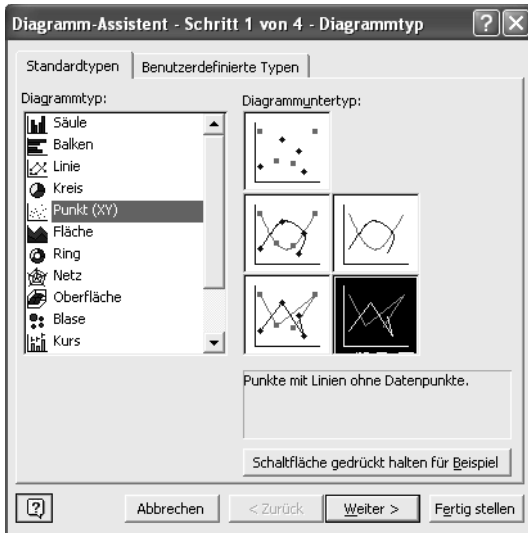 Diagramm-Assistent - Schritt 1 von 4 - Diagrammtyp
Standardtypen
Benutzerdefinierte Typen
Diagrammtyp:
Säule
Balken
Linie
Kreis
Punkt (XY)
Fläche
Ring
Netz
Oberfläche
Blase
Kurs
Diagrammuntertyp:
Punkte mit Linien ohne Datenpunkte.
Schaltfläche gedrückt halten für Beispiel
Abbrechen
< Zurück
Weiter >
Fertig stellen